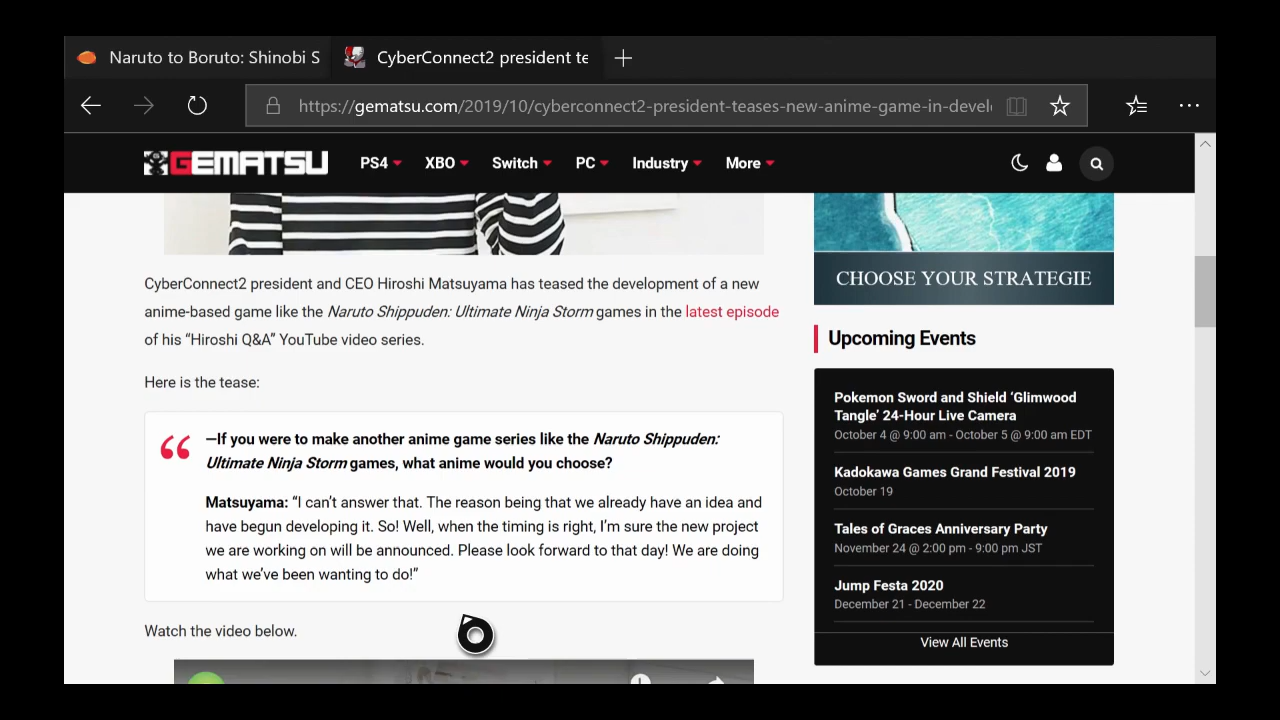 Naruto to Boruto: Shinobi S
CyberConnect2 president te
https://gematsu.com/2019/10/cyberconnect2-president-teases-new-anime-game-in-devel
GEMATSU
PS4
XBO
Switch
PC
Industry
More
CyberConnect2 president and CEO Hiroshi Matsuyama has teased the development of a new
anime-based game like the Naruto Shippuden: Ultimate Ninja Storm games in the latest episode
of his “Hiroshi Q&A” YouTube video series.
Here is the tease:
“
—If you were to make another anime game series like the Naruto Shippuden:
Ultimate Ninja Storm games, what anime would you choose?
Matsuyama: “I can’t answer that. The reason being that we already have an idea and
have begun developing it. So! Well, when the timing is right, I’m sure the new project
we are working on will be announced. Please look forward to that day! We are doing
what we’ve been wanting to do!”
Watch the video below.
CHOOSE YOUR STRATEGIE
Upcoming Events
Pokemon Sword and Shield ‘Glimwood
Tangle’ 24-Hour Live Camera
October 4 @ 9:00 am - October 5 @ 9:00 am EDT
Kadokawa Games Grand Festival 2019
October 19
Tales of Graces Anniversary Party
November 24 @ 2:00 pm - 9:00 pm JST
Jump Festa 2020
December 21 - December 22
View All Events